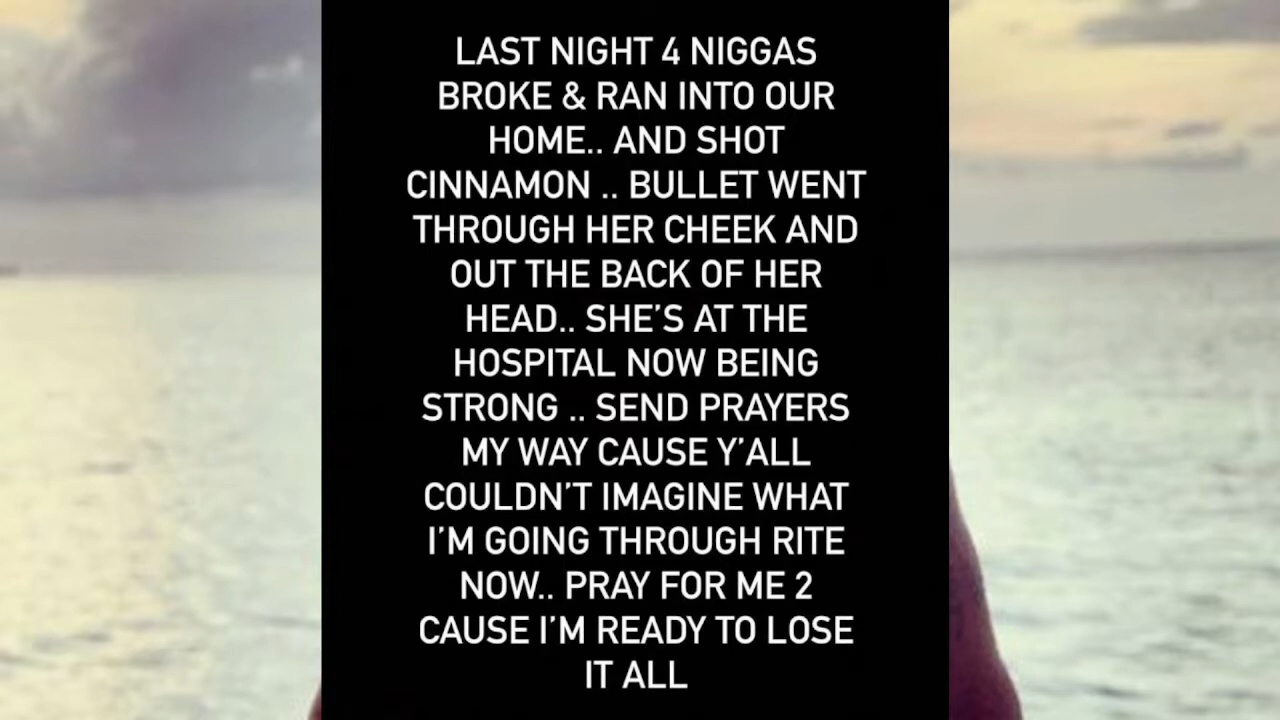 LAST NIGHT 4 NIGGAS
BROKE & RAN INTO OUR
HOME.. AND SHOT
CINNAMON .. BULLET WENT
THROUGH HER CHEEK AND
OUT THE BACK OF HER
HEAD.. SHE'S AT THE
HOSPITAL NOW BEING
STRONG .. SEND PRAYERS
MY WAY CAUSE Y'ALL
COULDN'T IMAGINE WHAT
I'M GOING THROUGH RITE
NOW.. PRAY FOR ME 2
CAUSE I'M READY TO LOSE
IT ALL